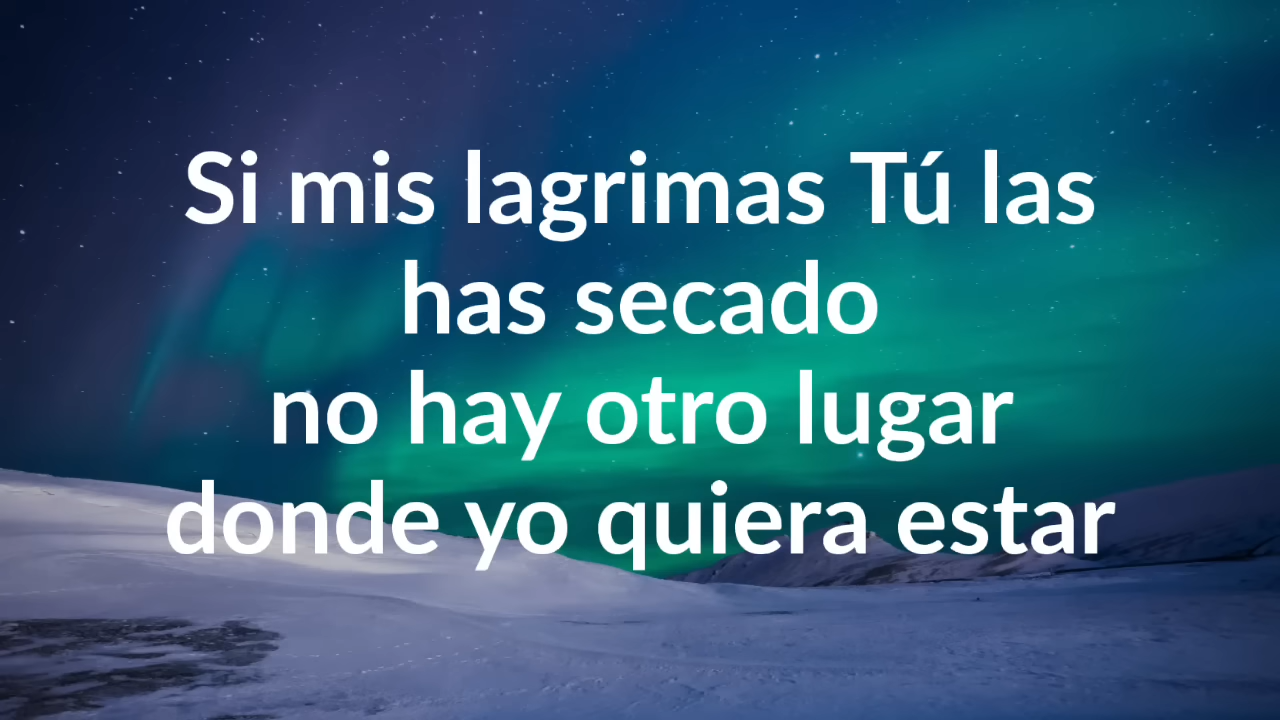 Si mis lagrimas Tú las
has secado
no hay otro lugar
donde yo quiera estar